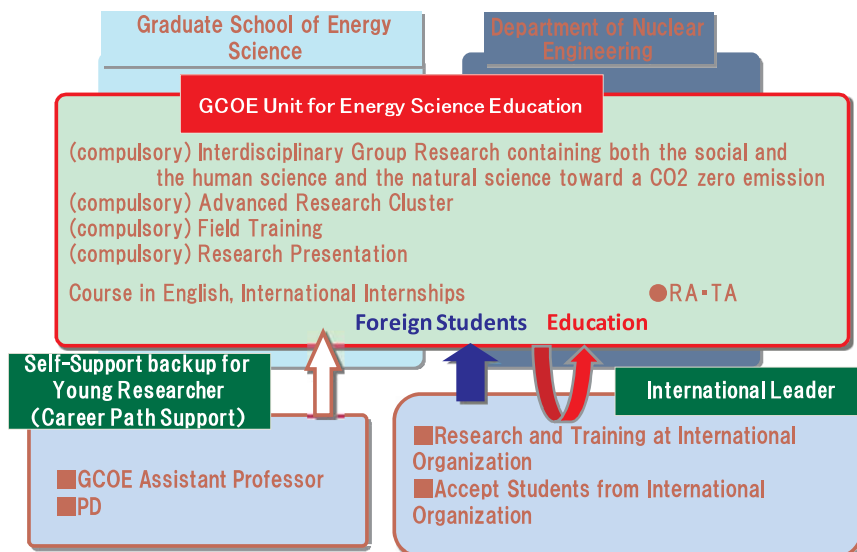 Graduate School of Energy
Science
Department of Nuclear
Engineering
GCOE Unit for Energy Science Education
(compulsory) Interdisciplinary Group Research containing both the social and
the human science and the natural science toward a CO2 zero emission
(compulsory) Advanced Research Cluster
(compulsory) Field Training
(compulsory) Research Presentation
Course in English, International Internships
●RA・TA
Foreign Students
Education
Self-Support backup for
Young Researcher
(Career Path Support)
International Leader
■GCOE Assistant Professor
■PD
■Research and Training at International
Organization
■Accept Students from International
Organization